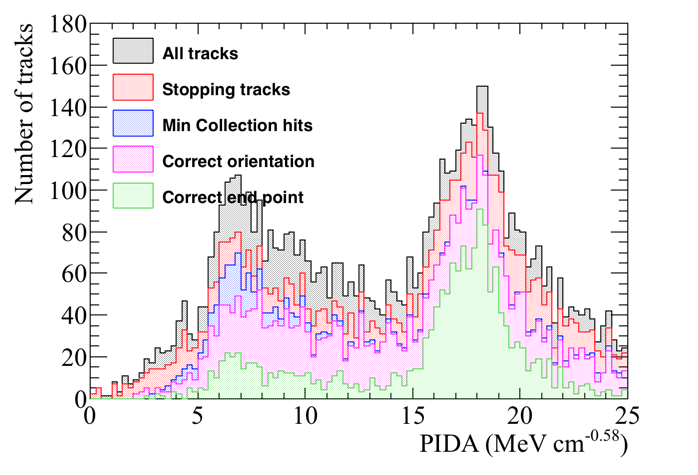 Number of tracks
180
160
140
120
100
80
60
40
20
0
All tracks
Stopping tracks
Min Collection hits
Correct orientation
Correct end point
0 5 10 15 20 25
PIDA (MeV cm-0.58)